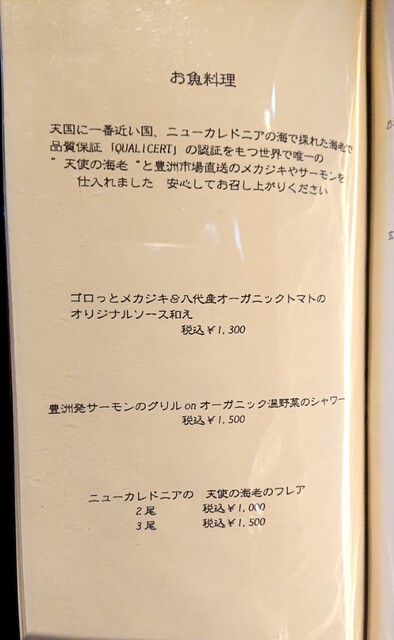 お魚料理
天国に一番近い国、ニューカレドニアの海で採れた海老で
品質保証「QUALICERT」の認証をもつ世界で唯一の
"天使の海老"と豊洲市場直送のメカジキやサーモンを
仕入れました　安心してお召し上がりください
ゴロっとメカジキ&八代産オーガニックトマトの
オリジナルソース和え
税込¥1,300
豊洲発サーモンのグリル on オーガニック温野菜のシャワー
税込¥1,500
ニューカレドニアの　天使の海老のフレア
2尾　税込¥1,000
3尾　税込¥1,500